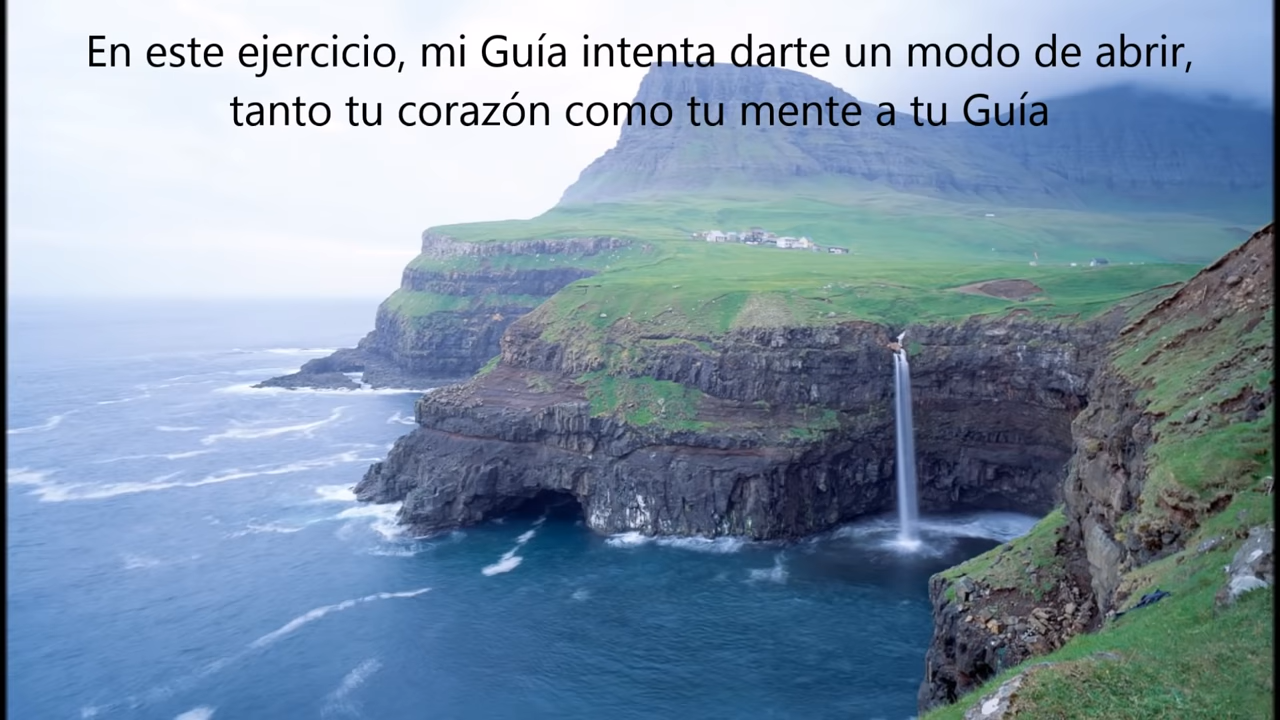 En este ejercicio, mi Guía intenta darte un modo de abrir,
tanto tu corazón como tu mente a tu Guía